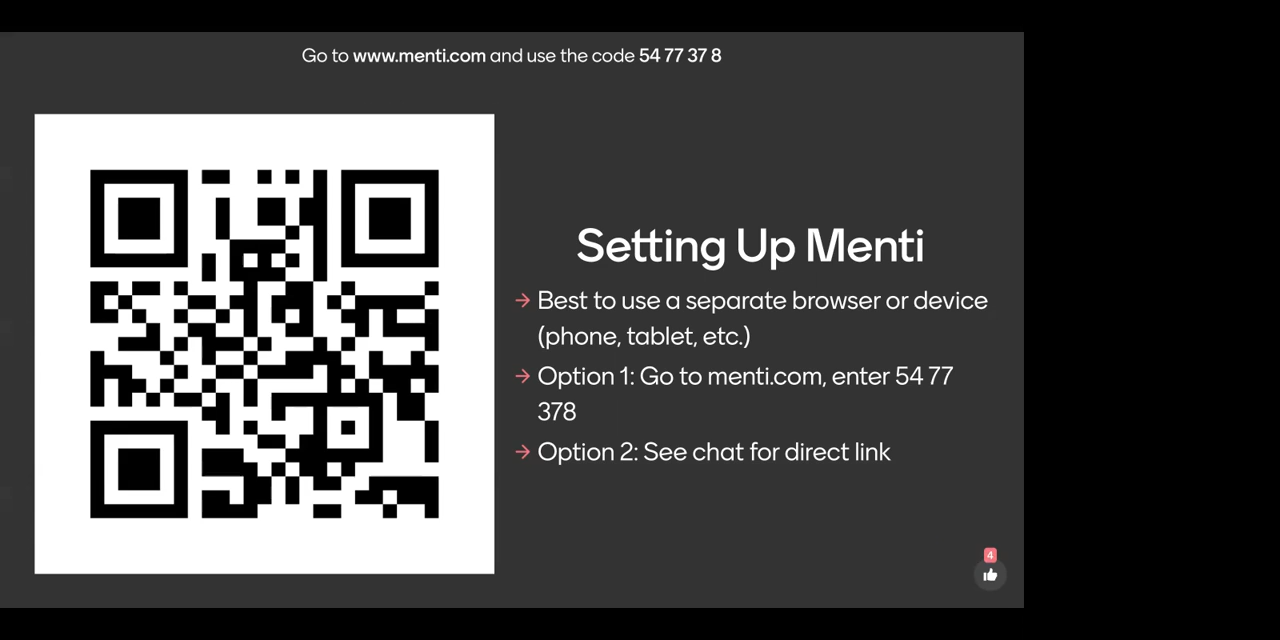 Go to www.menti.com and use the code 54 77 37 8
Setting Up Menti
→ Best to use a separate browser or device
(phone, tablet, etc.)
→ Option 1: Go to menti.com, enter 54 77
378
→ Option 2: See chat for direct link
4